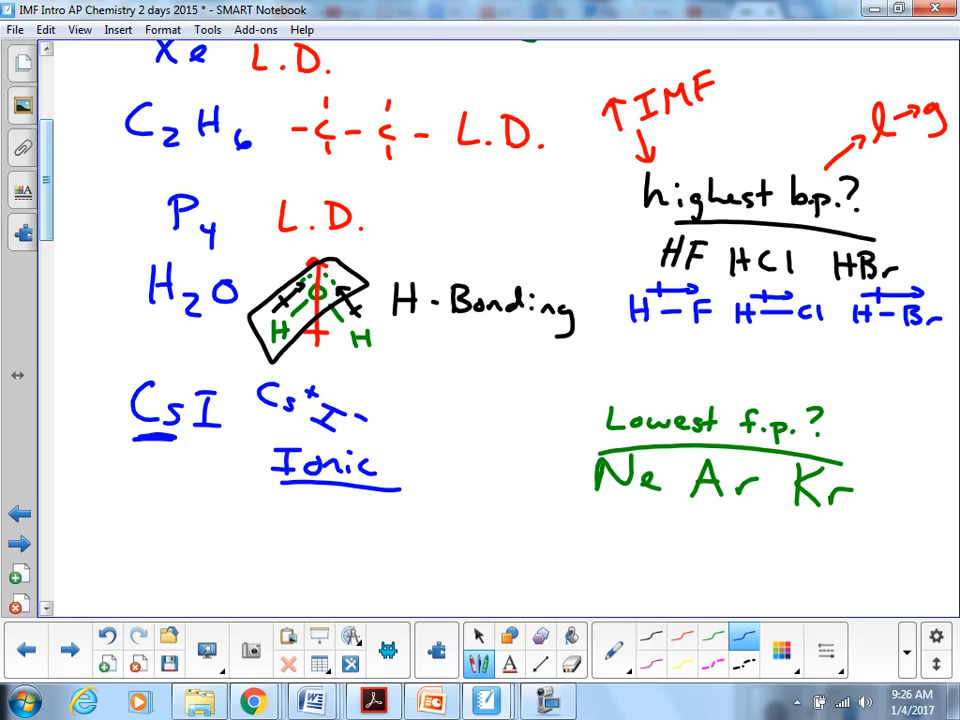 IMF Intro AP Chemistry 2 days 2015 * - SMART Notebook
File Edit View Insert Format Tools Add-ons Help
Xe L.D.
C2H6 -C-C- L.D.
↑IMF
l→g
highest b.p.?
P4 L.D.
HF HCl HBr
H-F H-Cl H-Br
H2O O H H H-Bonding
CsI Cs+ I-
Ionic
Lowest f.p.?
Ne Ar Kr
A
9:26 AM
1/4/2017